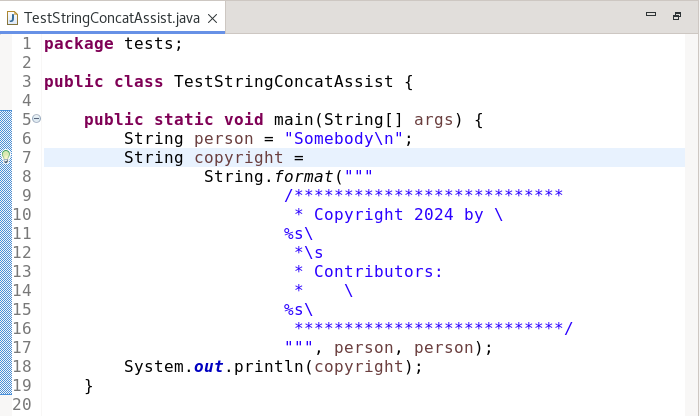 TestStringConcatAssist.java
1 package tests;
2
3 public class TestStringConcatAssist {
4
5     public static void main(String[] args) {
6         String person = "Somebody\n";
7         String copyright =
8                 String.format("""
9                         /***************************
10                         * Copyright 2024 by \
11                        %s\
12                         *\s
13                         * Contributors:
14                         *    \
15                        %s\
16                         ***************************/
17                        """, person, person);
18        System.out.println(copyright);
19    }
20